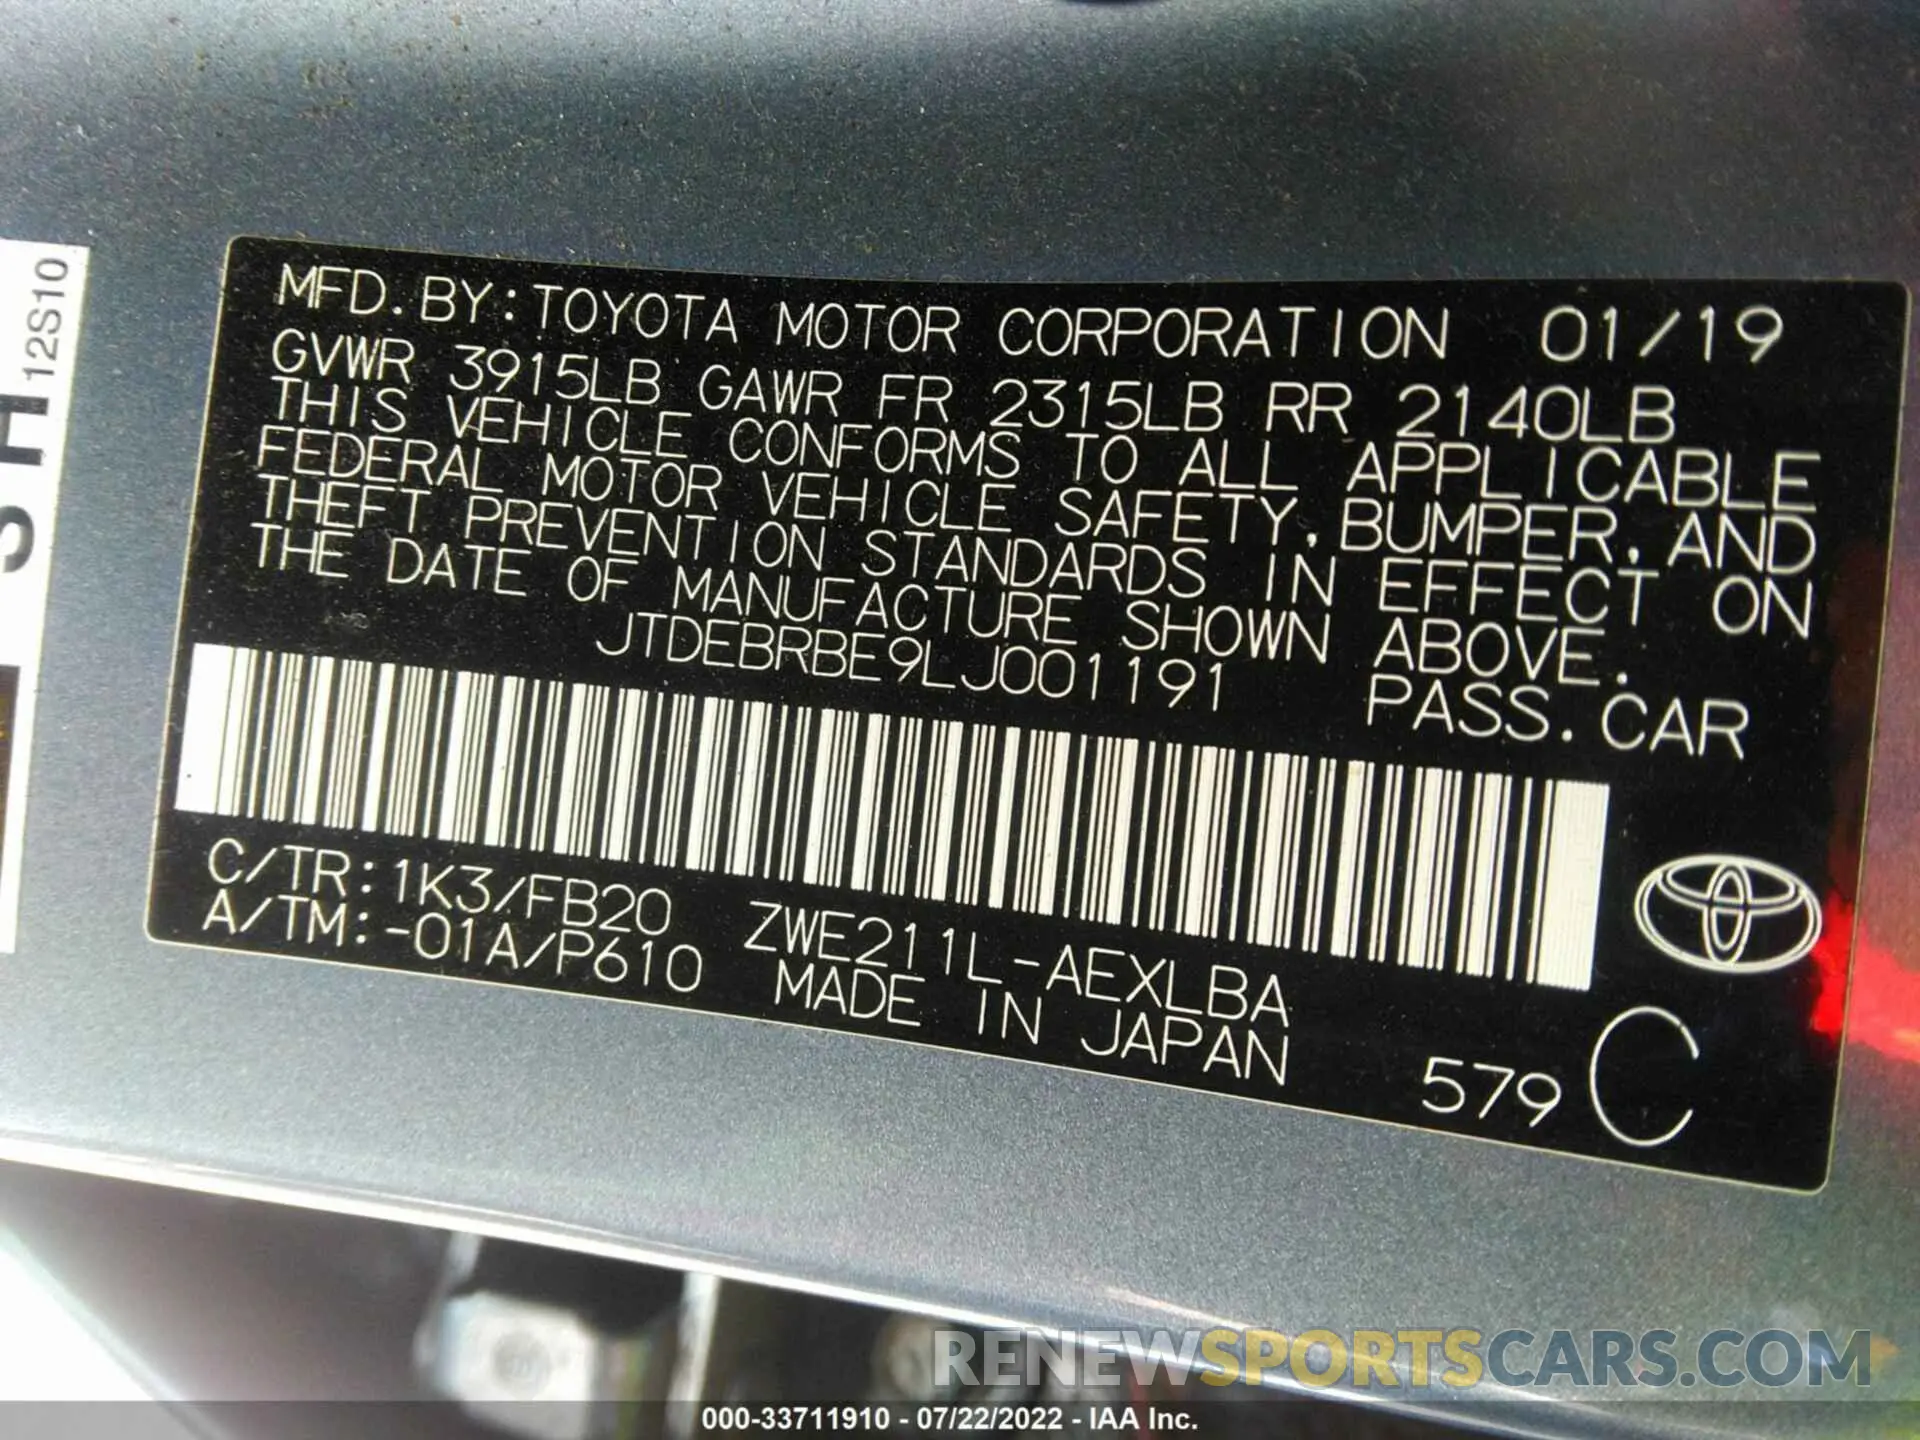 MFD. BY: TOYOTA MOTOR CORPORATION 01/19
GVWR 3915LB GAWR FR 2315LB RR 2140LB
THIS VEHICLE CONFORMS TO ALL APPLICABLE
FEDERAL MOTOR VEHICLE SAFETY, BUMPER, AND
THEFT PREVENTION STANDARDS IN EFFECT ON
THE DATE OF MANUFACTURE SHOWN ABOVE.
JTDEBRBE9LJ001191 PASS. CAR
C/TR: 1K3/FB20 ZWE211L-AEXLBA
A/TM: -01A/P610 MADE IN JAPAN
579 C
12S10
SH
RENEWSPORTSCARS.COM
000-33711910 - 07/22/2022 - IAA Inc.